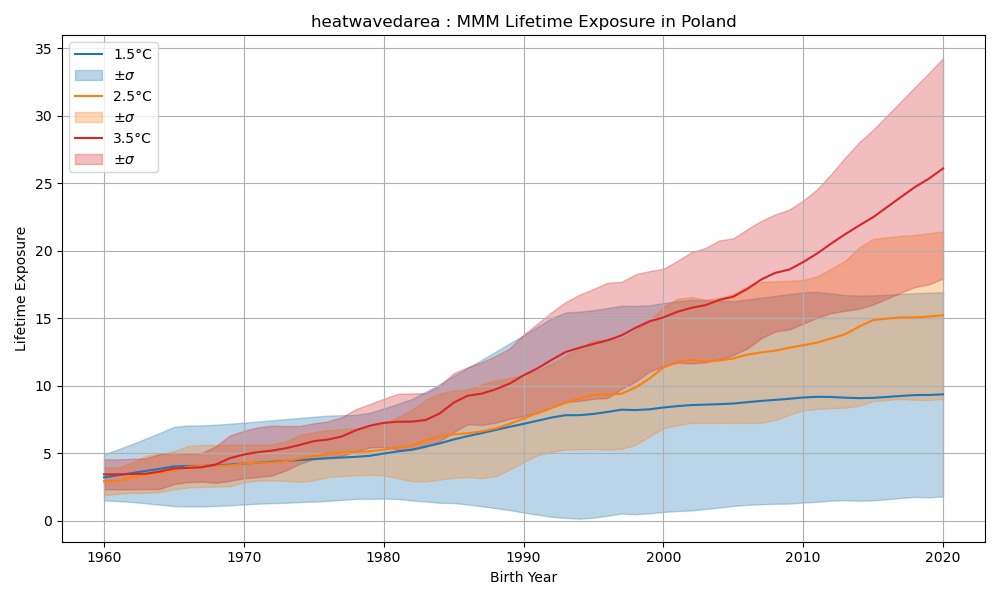 heatwavedarea : MMM Lifetime Exposure in Poland
1.5°C
±σ
2.5°C
±σ
3.5°C
±σ
Lifetime Exposure
35
30
25
20
15
10
5
0
1960 1970 1980 1990 2000 2010 2020
Birth Year